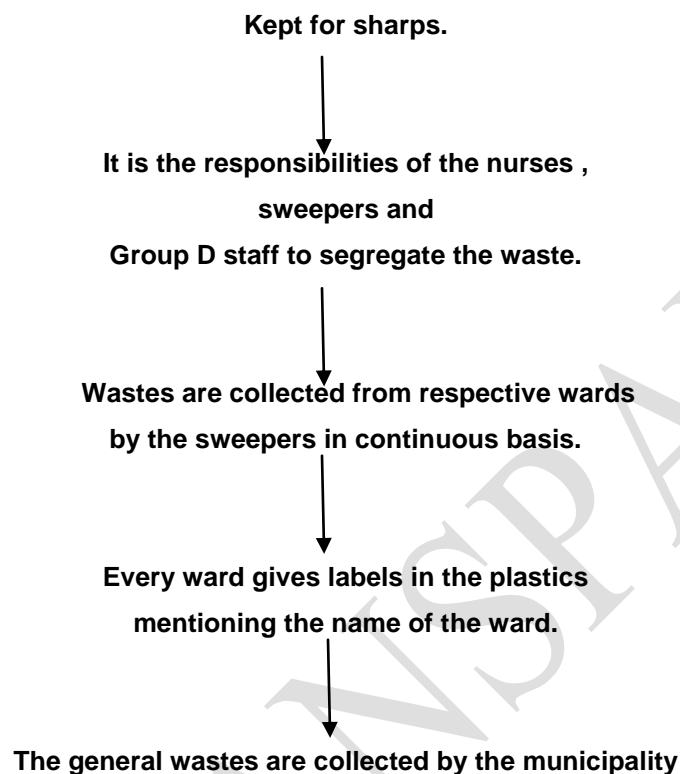 Kept for sharps.
It is the responsibilities of the nurses ,
sweepers and
Group D staff to segregate the waste.
Wastes are collected from respective wards
by the sweepers in continuous basis.
Every ward gives labels in the plastics
mentioning the name of the ward.
The general wastes are collected by the municipality